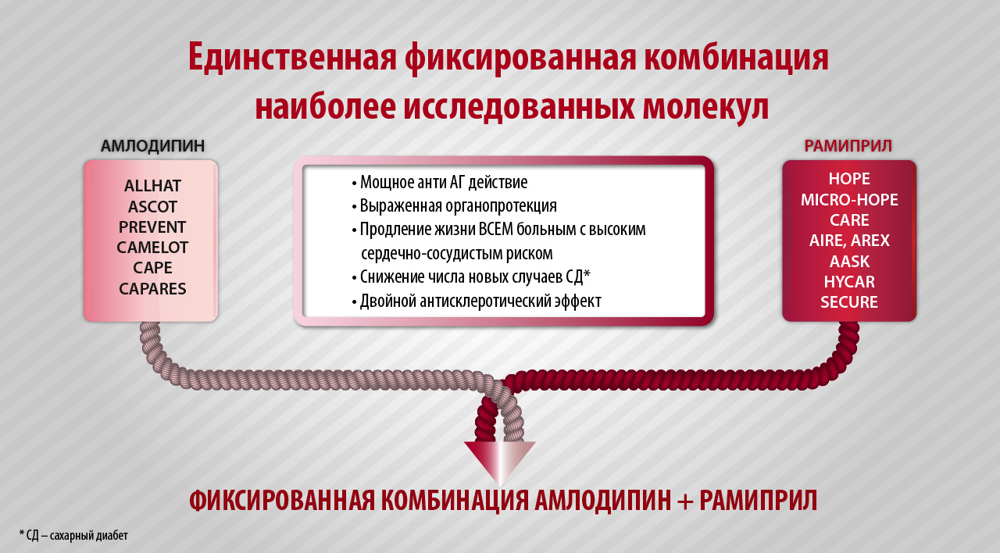 Единственная фиксированная комбинация
наиболее исследованных молекул
АМЛОДИПИН
ALLHAT
ASCOT
PREVENT
CAMELOT
CAPE
CAPARES
• Мощное анти АГ действие
• Выраженная органопротекция
• Продление жизни ВСЕМ больным с высоким
сердечно-сосудистым риском
• Снижение числа новых случаев СД*
• Двойной антисклеротический эффект
РАМИПРИЛ
HOPE
MICRO-HOPE
CARE
AIRE, AREX
AASK
HYCAR
SECURE
ФИКСИРОВАННАЯ КОМБИНАЦИЯ АМЛОДИПИН + РАМИПРИЛ
* СД – сахарный диабет